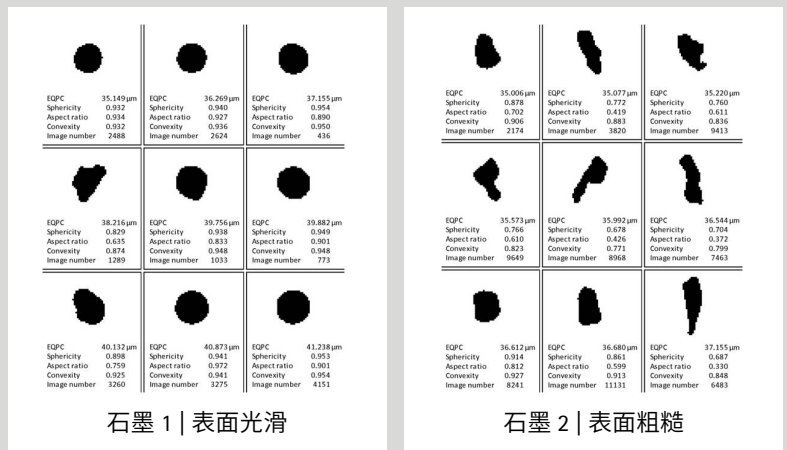 EQPC 35.149 µm
Sphericity 0.932
Aspect ratio 0.934
Convexity 0.932
Image number 2488
EQPC 36.269 µm
Sphericity 0.940
Aspect ratio 0.927
Convexity 0.936
Image number 2624
EQPC 37.155 µm
Sphericity 0.954
Aspect ratio 0.890
Convexity 0.950
Image number 436
EQPC 38.216 µm
Sphericity 0.829
Aspect ratio 0.635
Convexity 0.874
Image number 1289
EQPC 39.756 µm
Sphericity 0.938
Aspect ratio 0.833
Convexity 0.948
Image number 1033
EQPC 39.882 µm
Sphericity 0.949
Aspect ratio 0.901
Convexity 0.948
Image number 773
EQPC 40.132 µm
Sphericity 0.898
Aspect ratio 0.759
Convexity 0.925
Image number 3260
EQPC 40.873 µm
Sphericity 0.941
Aspect ratio 0.972
Convexity 0.941
Image number 3275
EQPC 41.238 µm
Sphericity 0.953
Aspect ratio 0.901
Convexity 0.954
Image number 4151
石墨 1 | 表面光滑
EQPC 35.006 µm
Sphericity 0.878
Aspect ratio 0.702
Convexity 0.906
Image number 2174
EQPC 35.077 µm
Sphericity 0.772
Aspect ratio 0.419
Convexity 0.883
Image number 3820
EQPC 35.220 µm
Sphericity 0.760
Aspect ratio 0.611
Convexity 0.836
Image number 9413
EQPC 35.573 µm
Sphericity 0.766
Aspect ratio 0.610
Convexity 0.823
Image number 9649
EQPC 35.992 µm
Sphericity 0.678
Aspect ratio 0.426
Convexity 0.771
Image number 8968
EQPC 36.544 µm
Sphericity 0.704
Aspect ratio 0.372
Convexity 0.799
Image number 7463
EQPC 36.612 µm
Sphericity 0.914
Aspect ratio 0.812
Convexity 0.927
Image number 8241
EQPC 36.680 µm
Sphericity 0.861
Aspect ratio 0.599
Convexity 0.913
Image number 11131
EQPC 37.155 µm
Sphericity 0.687
Aspect ratio 0.330
Convexity 0.848
Image number 6483
石墨 2 | 表面粗糙